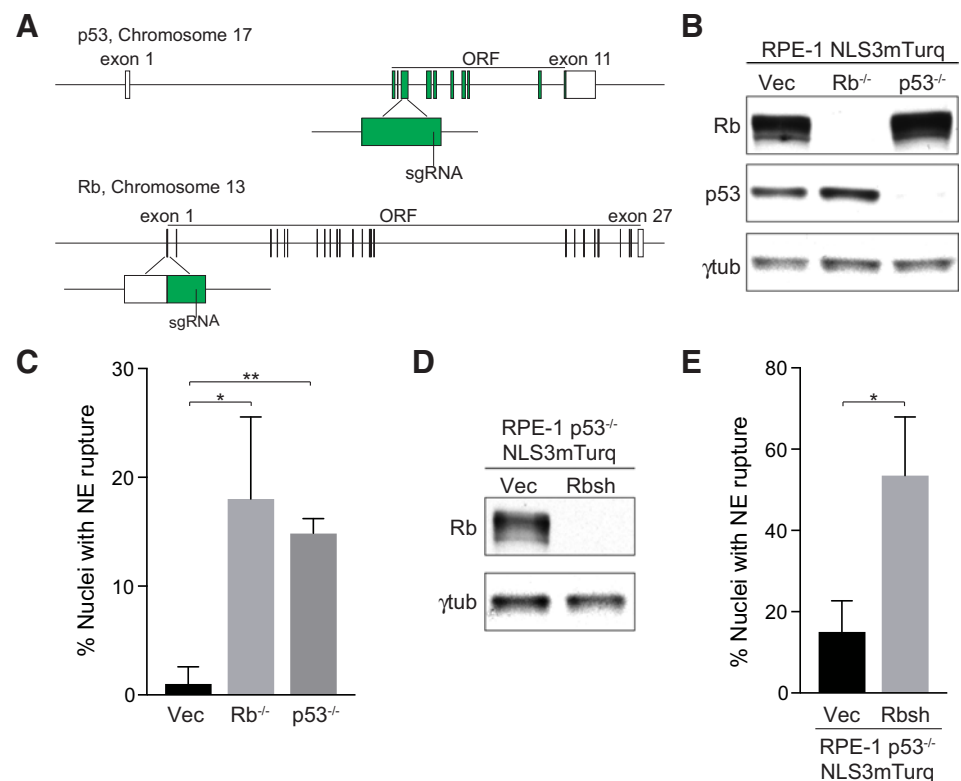 A
p53, Chromosome 17
exon 1
ORF
exon 11
sgRNA
Rb, Chromosome 13
exon 1
ORF
exon 27
sgRNA
B
RPE-1 NLS3mTurq
Vec Rb-/- p53-/-
Rb
p53
γtub
C
% Nuclei with NE rupture
30
20
10
0
**
*
Vec Rb-/- p53-/-
D
RPE-1 p53-/-
NLS3mTurq
Vec Rbsh
Rb
γtub
E
% Nuclei with NE rupture
80
60
40
20
0
*
Vec Rbsh
RPE-1 p53-/-
NLS3mTurq